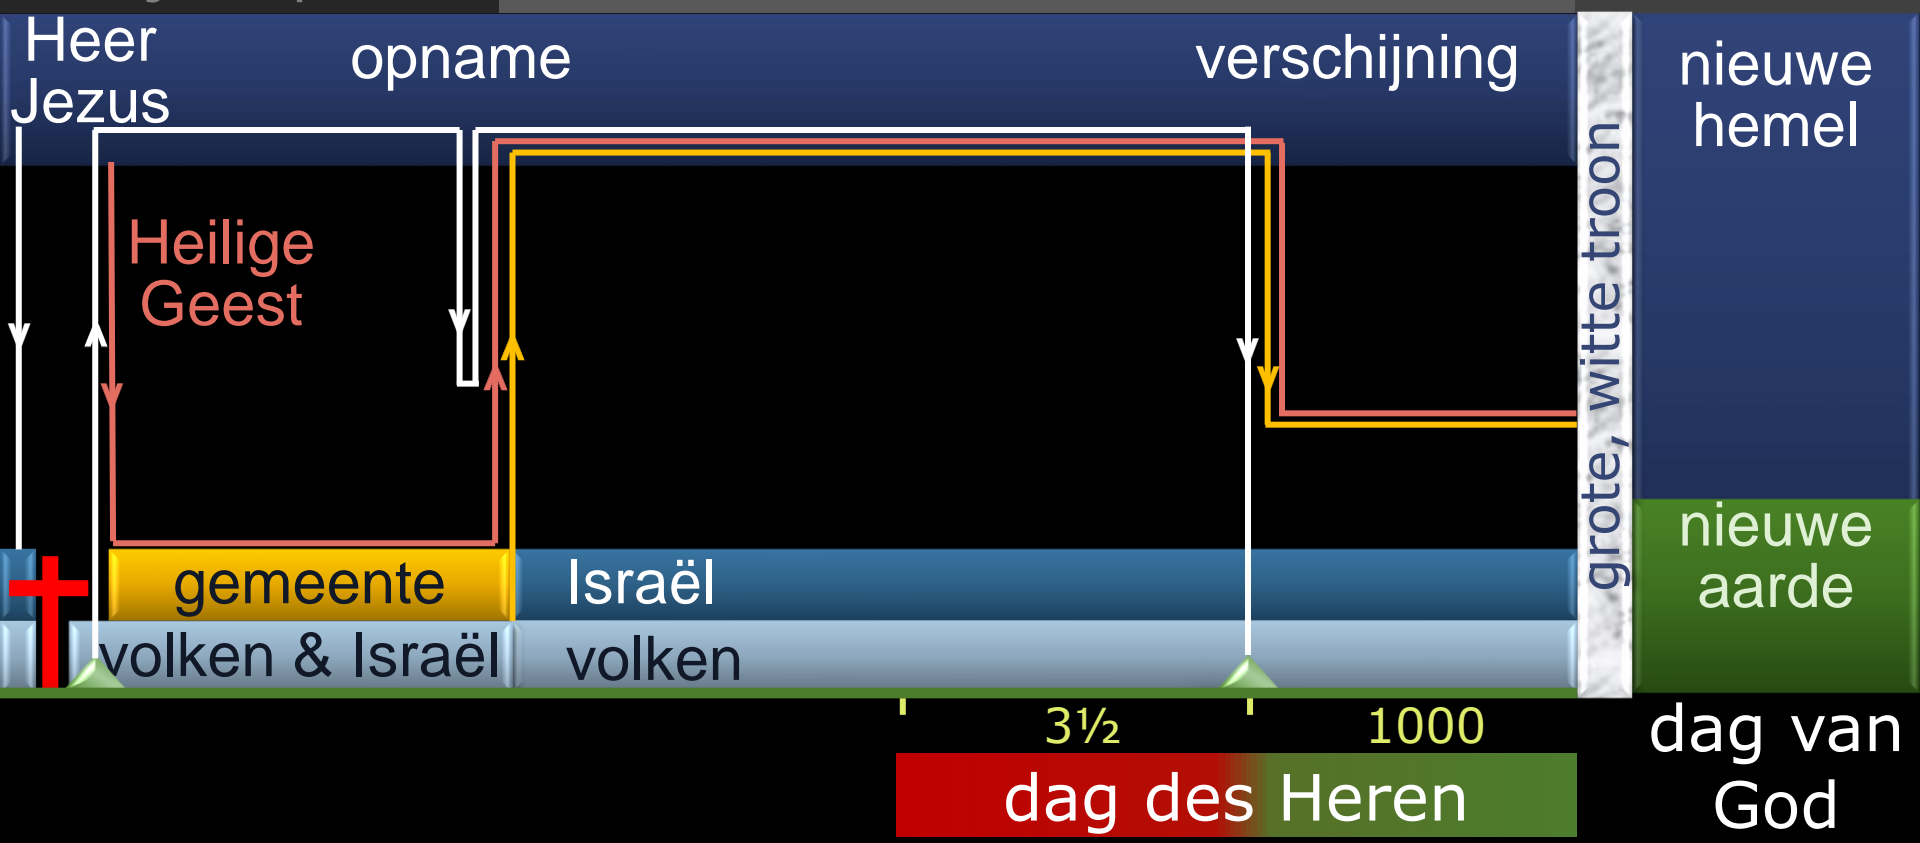 Heer
Jezus
opname
verschijning
nieuwe
hemel
Heilige
Geest
grote, witte troon
gemeente
Israël
nieuwe
aarde
volken & Israël
volken
3½
1000
dag des Heren
dag van
God